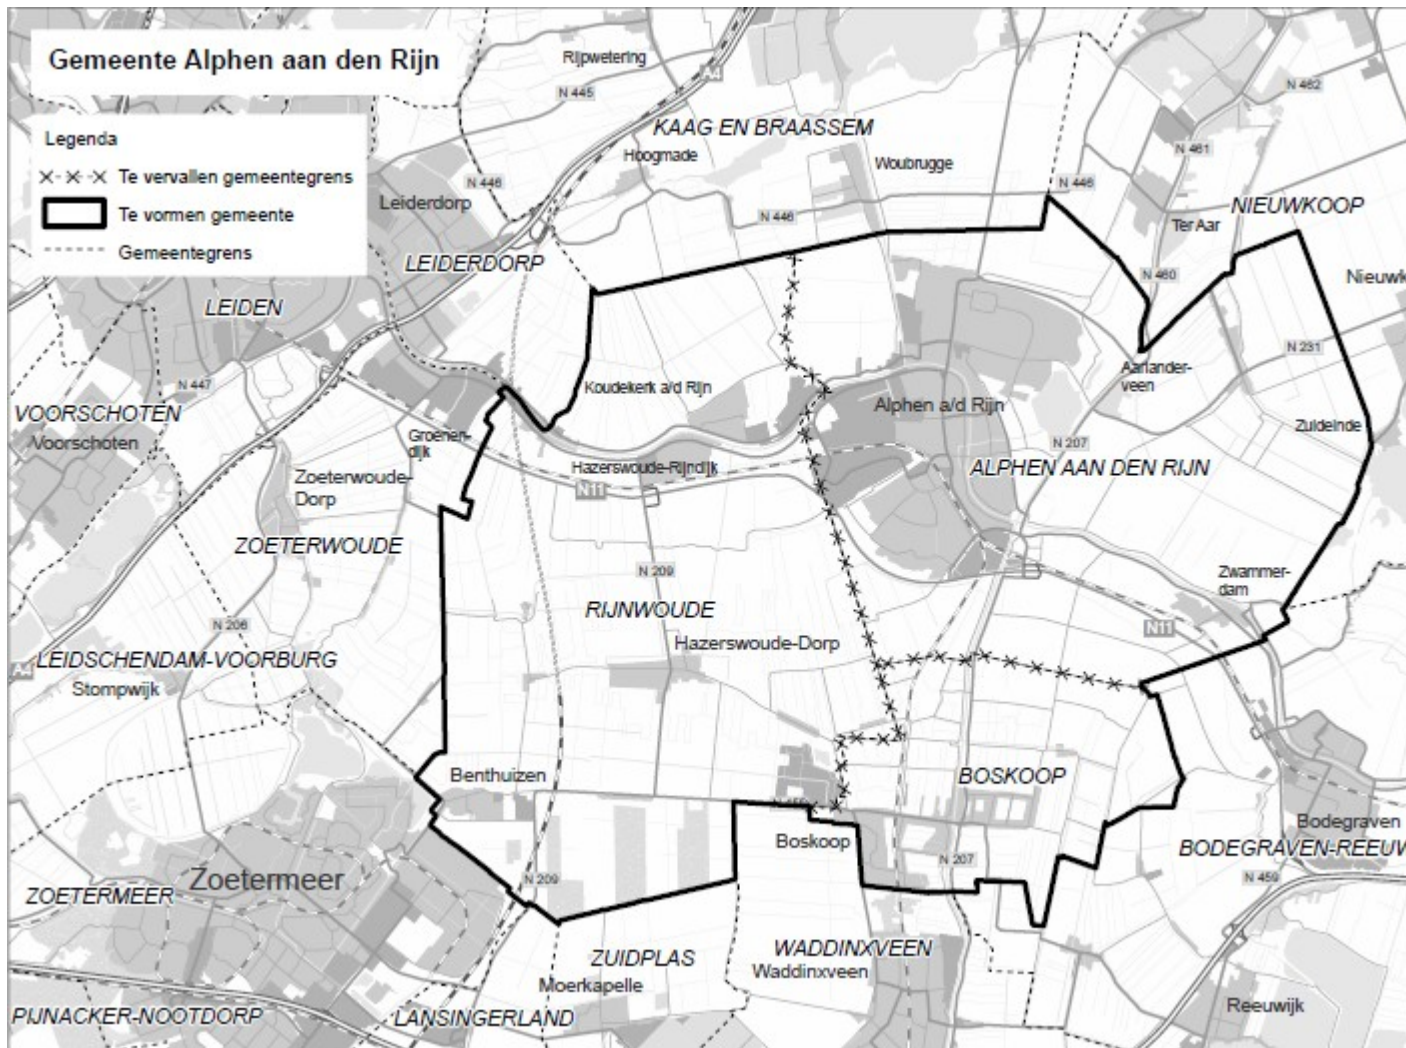 Gemeente Alphen aan den Rijn
Legenda
Te vervallen gemeentegrens
Te vormen gemeente
Gemeentegrens
Rijpwetering
A4
N 445
N 462
KAAG EN BRAASSEM
Hoogmade
Woubrugge
N 461
N 446
N 446
Leiderdorp
N 446
NIEUWKOOP
Ter Aar
LEIDERDORP
N 460
Nieuwk
LEIDEN
N 231
Aarlander-
veen
N 447
Koudekerk a/d Rijn
VOORSCHOTEN
Voorschoten
Alphen a/d Rijn
Zuideinde
Groenen-
dijk
N 207
Hazerswoude-Rijndijk
ALPHEN AAN DEN RIJN
Zoeterwoude-
Dorp
N11
ZOETERWOUDE
N 209
Zwammer-
dam
RIJNWOUDE
N 206
N11
Hazerswoude-Dorp
A4
LEIDSCHENDAM-VOORBURG
Stompwijk
Benthuizen
BOSKOOP
Bodegraven
Boskoop
BODEGRAVEN-REEUW
N 207
Zoetermeer
N 209
N 459
ZOETERMEER
WADDINXVEEN
ZUIDPLAS
Waddinxveen
Moerkapelle
Reeuwijk
PIJNACKER-NOOTDORP
LANSINGERLAND